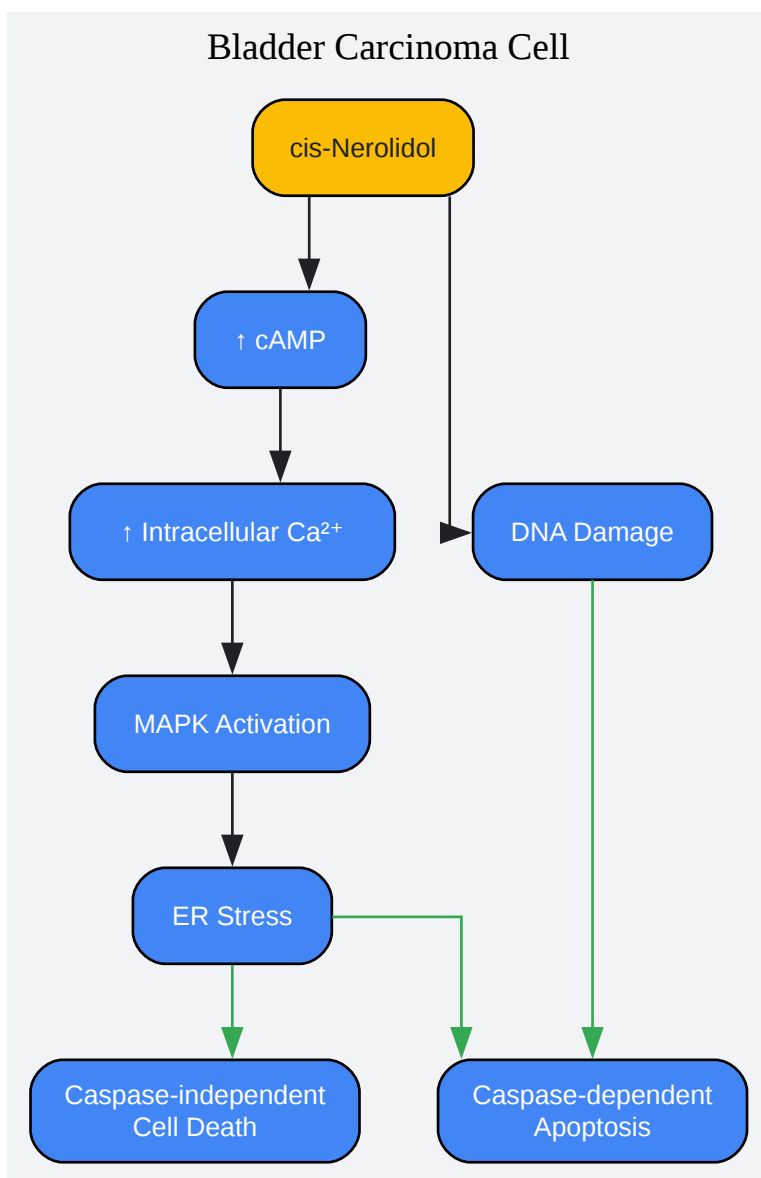 Bladder Carcinoma Cell
cis-Nerolidol
↑ cAMP
↑ Intracellular Ca²⁺
DNA Damage
MAPK Activation
ER Stress
Caspase-independent
Cell Death
Caspase-dependent
Apoptosis